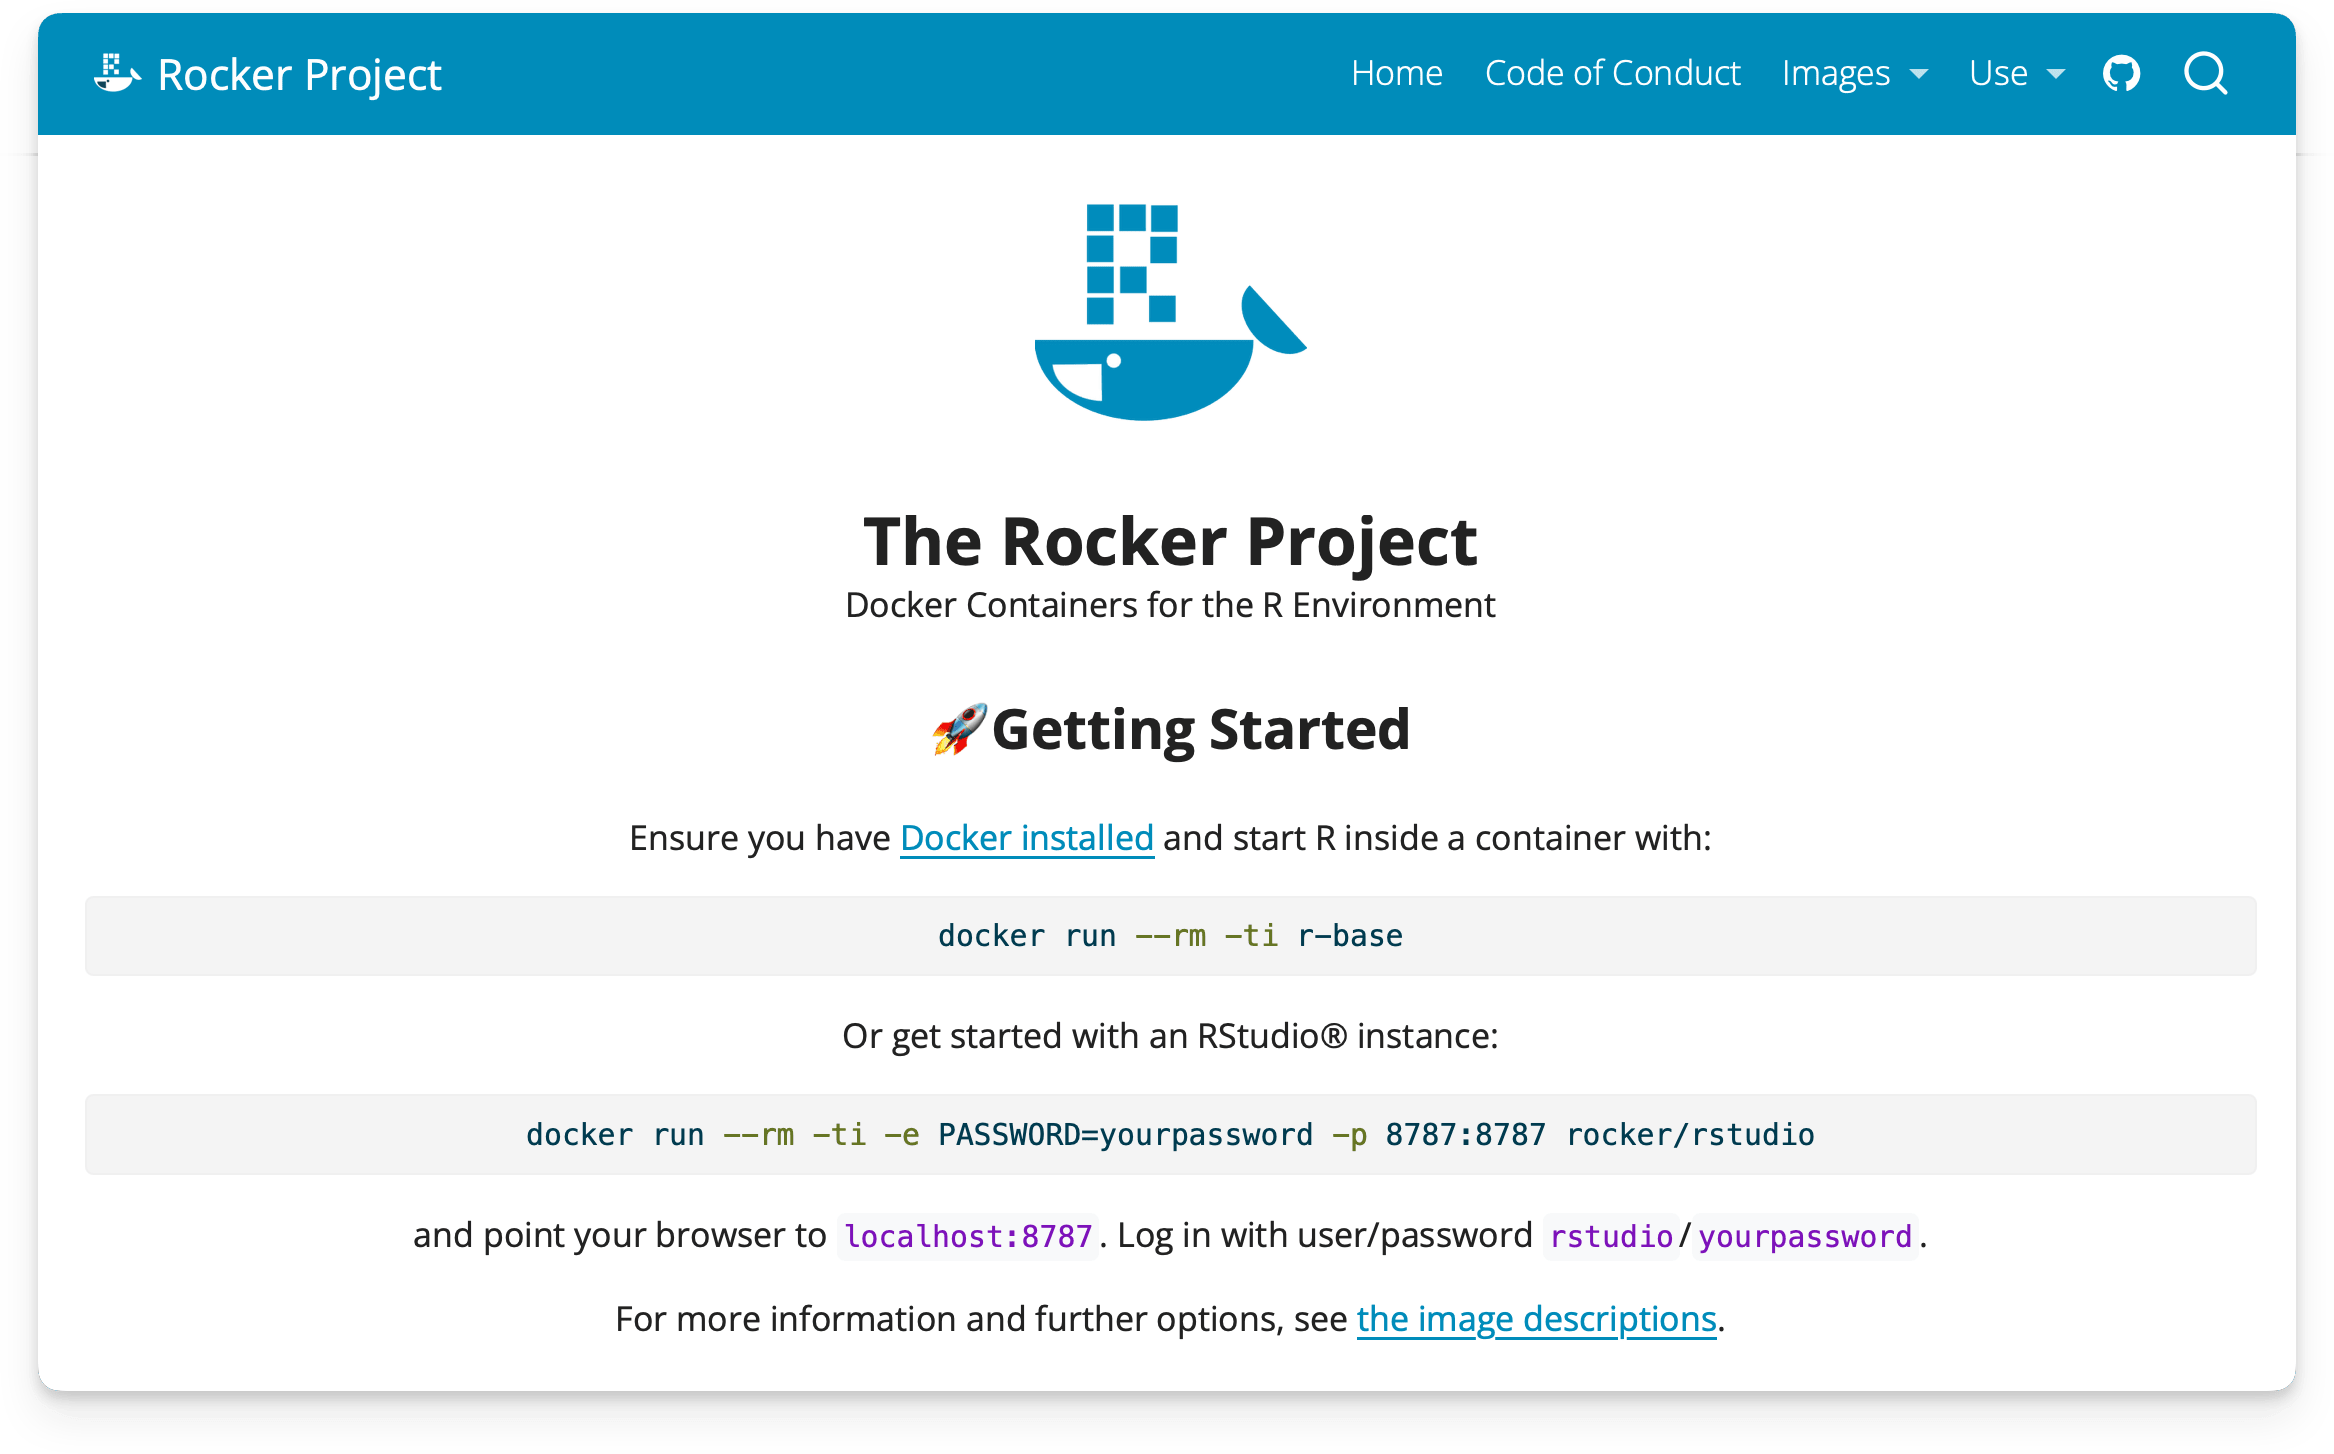 Rocker Project
Home Code of Conduct Images Use
The Rocker Project
Docker Containers for the R Environment
🚀Getting Started
Ensure you have Docker installed and start R inside a container with:
docker run --rm -ti r-base
Or get started with an RStudio® instance:
docker run --rm -ti -e PASSWORD=yourpassword -p 8787:8787 rocker/rstudio
and point your browser to localhost:8787. Log in with user/password rstudio/yourpassword.
For more information and further options, see the image descriptions.